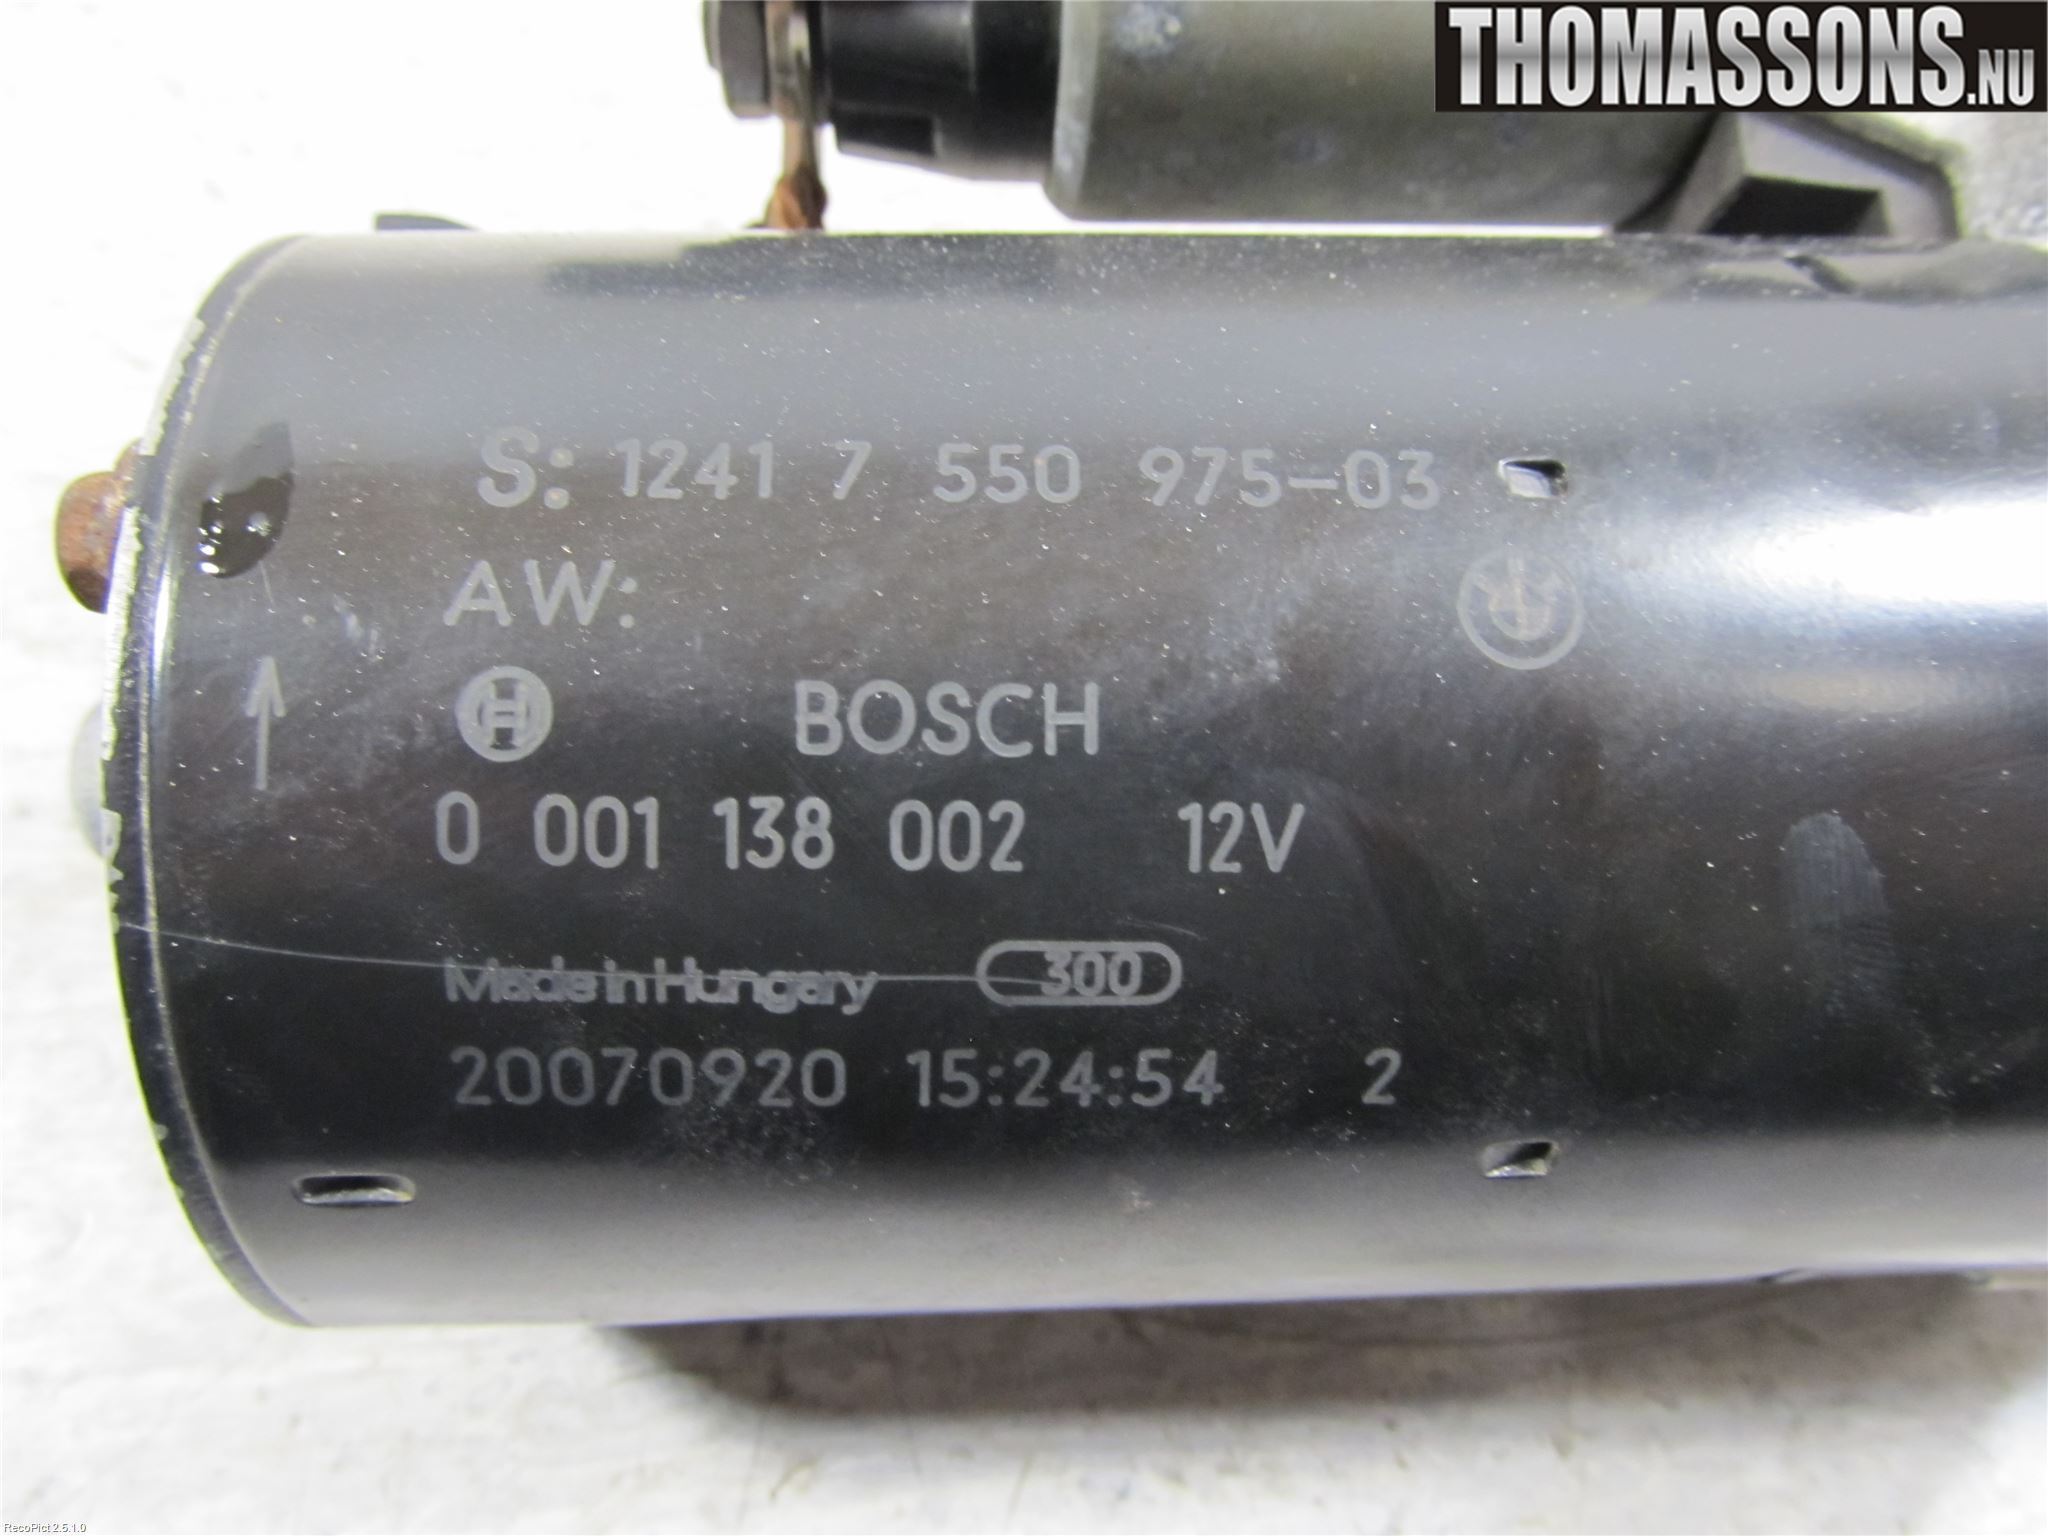 THOMASSONS.NU
S: 1241 7 550 975-03
AW:
BOSCH
0 001 138 002 12V
Made in Hungary 300
20070920 15:24:54 2
RecoPict 2.5.1.0